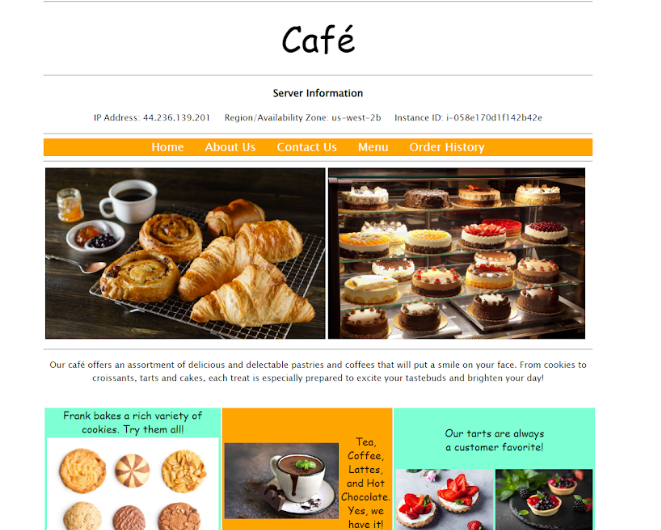 Café
Server Information
IP Address: 44.236.139.201 Region/Availability Zone: us-west-2b Instance ID: i-058e170d1f142b42e
Home About Us Contact Us Menu Order History
Our café offers an assortment of delicious and delectable pastries and coffees that will put a smile on your face. From cookies to
croissants, tarts and cakes, each treat is especially prepared to excite your tastebuds and brighten your day!
Frank bakes a rich variety of
cookies. Try them all!
Tea,
Coffee,
Lattes,
and Hot
Chocolate.
Yes, we
have it!
Our tarts are always
a customer favorite!